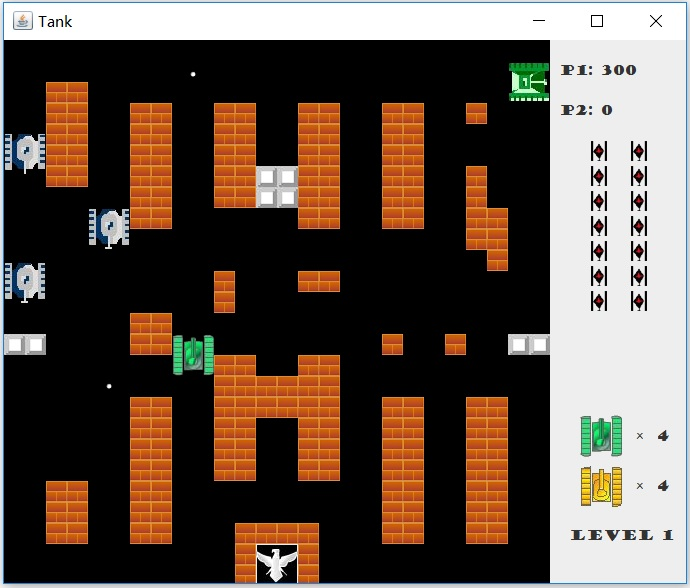 Tank
P1: 300
P2: 0
× 4
× 4
LEVEL 1